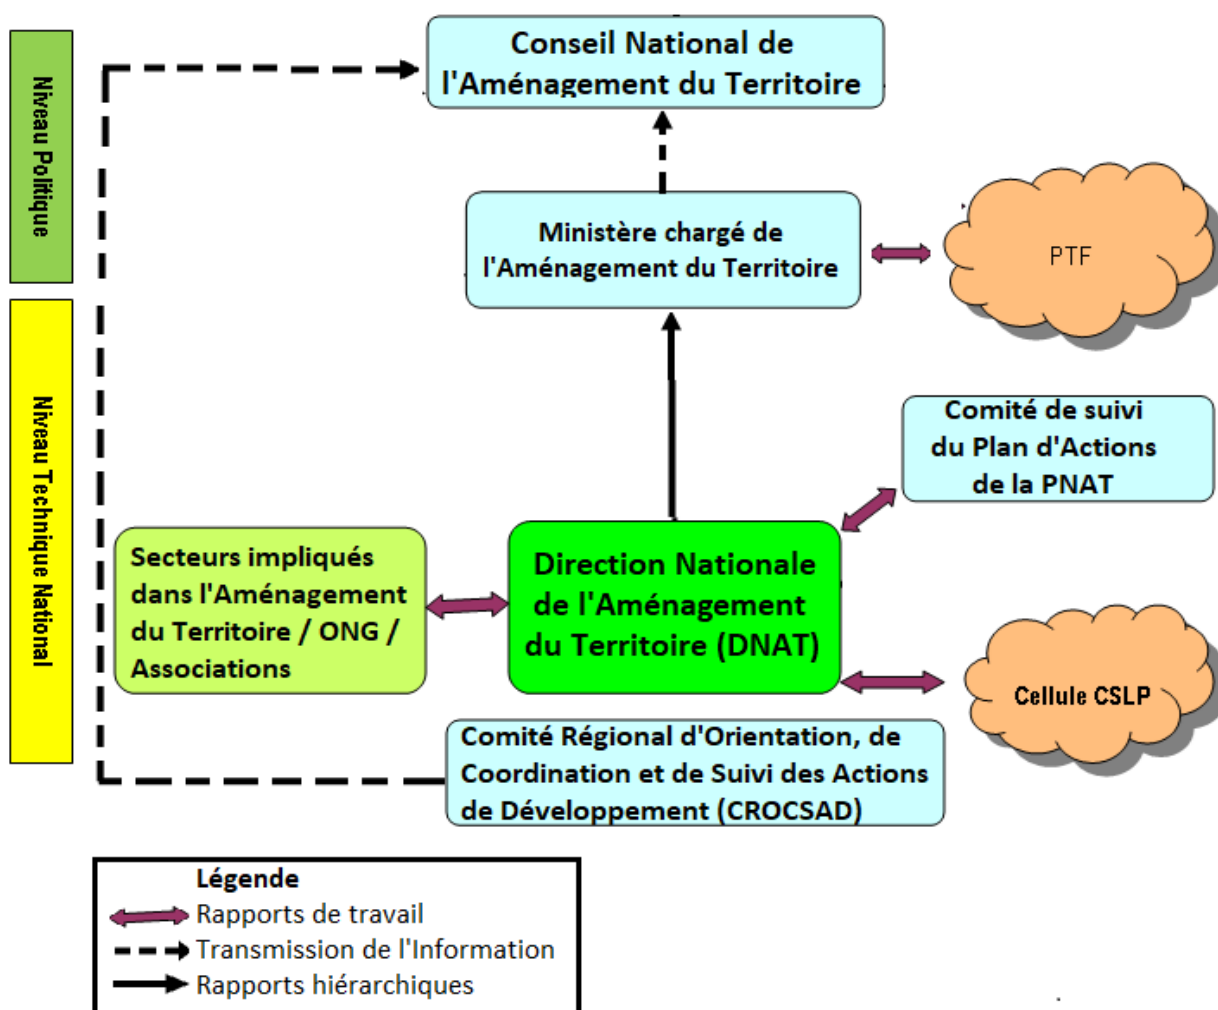 Conseil National de
l'Aménagement du Territoire
Niveau Politique
Ministère chargé de
l'Aménagement du Territoire
PTF
Niveau Technique National
Comité de suivi
du Plan d'Actions
de la PNAT
Secteurs impliqués
dans l'Aménagement
du Territoire / ONG /
Associations
Direction Nationale
de l'Aménagement
du Territoire (DNAT)
Cellule CSLP
Comité Régional d'Orientation, de
Coordination et de Suivi des Actions
de Développement (CROCSAD)
Légende
Rapports de travail
Transmission de l'Information
Rapports hiérarchiques